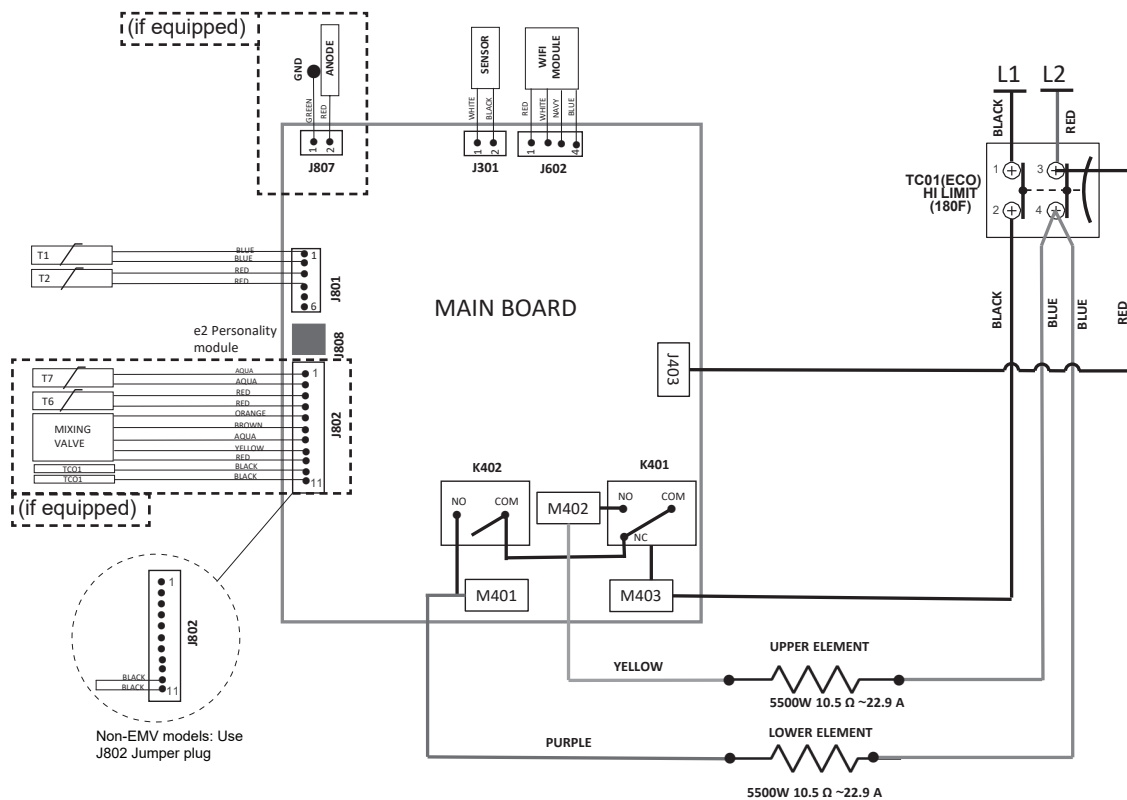 (if equipped)
GND
ANODE
GREEN
RED
1 2
J807
SENSOR
WHITE
BLACK
1 2
J301
WIFI MODULE
RED
WHITE
NAVY
BLUE
1 4
J602
L1 L2
BLACK
RED
1 3
2 4
TC01(ECO)
HI LIMIT
(180F)
BLACK
BLUE
BLUE
RED
T1
T2
BLUE
BLUE
RED
RED
1
6
J801
MAIN BOARD
e2 Personality
module
J808
J403
T7
T6
MIXING
VALVE
TCO1
TCO1
AQUA
AQUA
RED
RED
ORANGE
BROWN
AQUA
YELLOW
RED
BLACK
BLACK
1
11
J802
(if equipped)
K402
NO COM
M402
K401
NO COM
NC
M401
M403
1
11
J802
BLACK
BLACK
Non-EMV models: Use
J802 Jumper plug
YELLOW
UPPER ELEMENT
5500W 10.5 Ω ~22.9 A
PURPLE
LOWER ELEMENT
5500W 10.5 Ω ~22.9 A